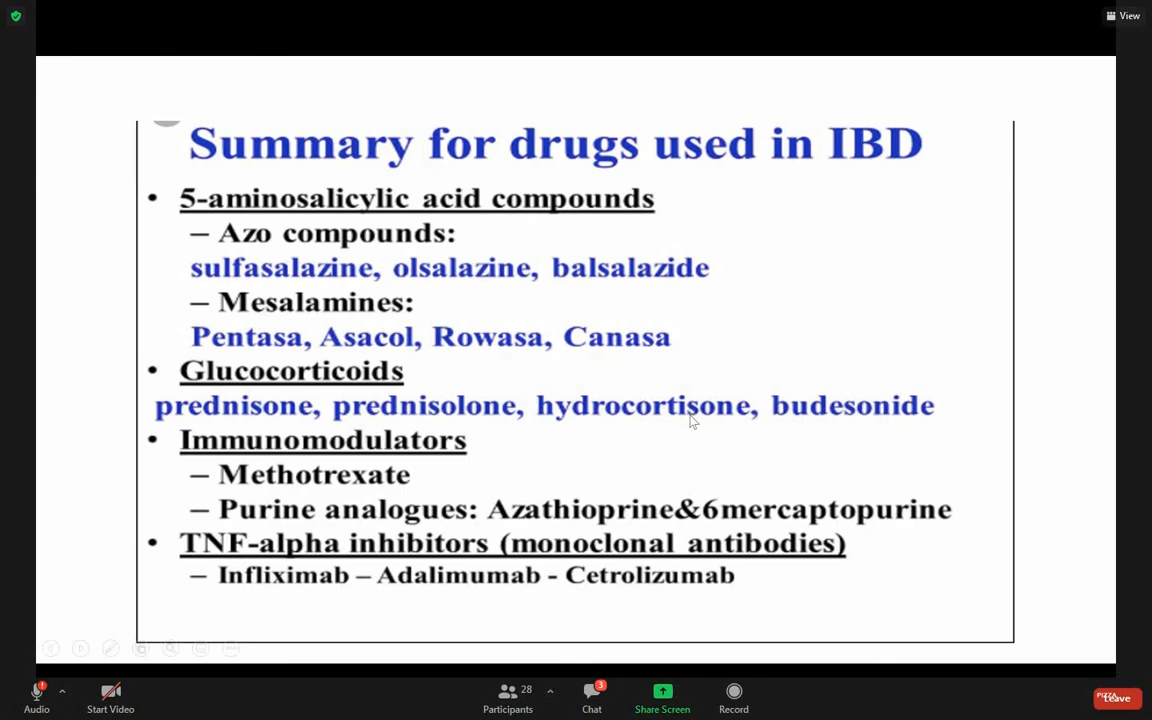 View
Summary for drugs used in IBD
• 5-aminosalicylic acid compounds
– Azo compounds:
sulfasalazine, olsalazine, balsalazide
– Mesalamines:
Pentasa, Asacol, Rowasa, Canasa
• Glucocorticoids
prednisone, prednisolone, hydrocortisone, budesonide
• Immunomodulators
– Methotrexate
– Purine analogues: Azathioprine&6mercaptopurine
• TNF-alpha inhibitors (monoclonal antibodies)
– Infliximab – Adalimumab - Cetrolizumab
Audio
Start Video
28
Participants
3
Chat
Share Screen
Record
PIZZA
Leave